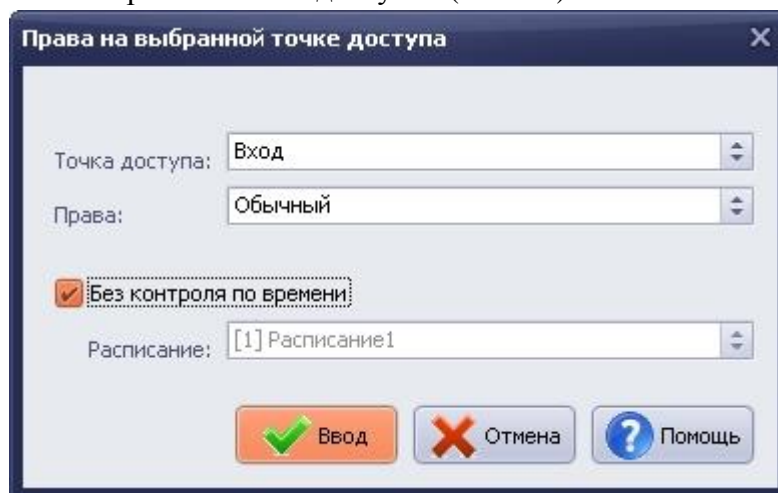 Права на выбранной точке доступа
Точка доступа: Вход
Права: Обычный
Без контроля по времени
Расписание: [1] Расписание1
Ввод Отмена Помощь